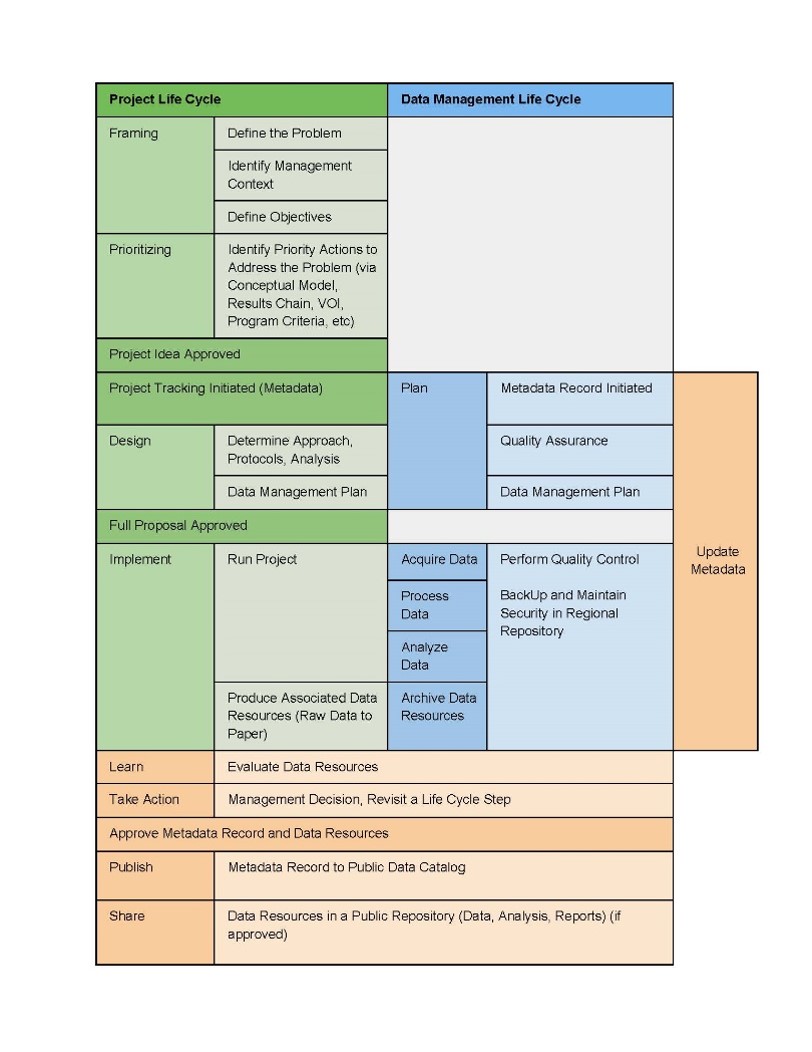 Project Life Cycle
Data Management Life Cycle
Framing
Define the Problem
Identify Management
Context
Define Objectives
Prioritizing
Identify Priority Actions to
Address the Problem (via
Conceptual Model,
Results Chain, VOI,
Program Criteria, etc)
Project Idea Approved
Project Tracking Initiated (Metadata)
Plan
Metadata Record Initiated
Design
Determine Approach,
Protocols, Analysis
Quality Assurance
Data Management Plan
Data Management Plan
Full Proposal Approved
Update
Metadata
Implement
Run Project
Acquire Data
Process
Data
Analyze
Data
Perform Quality Control
BackUp and Maintain
Security in Regional
Repository
Produce Associated Data
Resources (Raw Data to
Paper)
Archive Data
Resources
Learn
Evaluate Data Resources
Take Action
Management Decision, Revisit a Life Cycle Step
Approve Metadata Record and Data Resources
Publish
Metadata Record to Public Data Catalog
Share
Data Resources in a Public Repository (Data, Analysis, Reports) (if
approved)